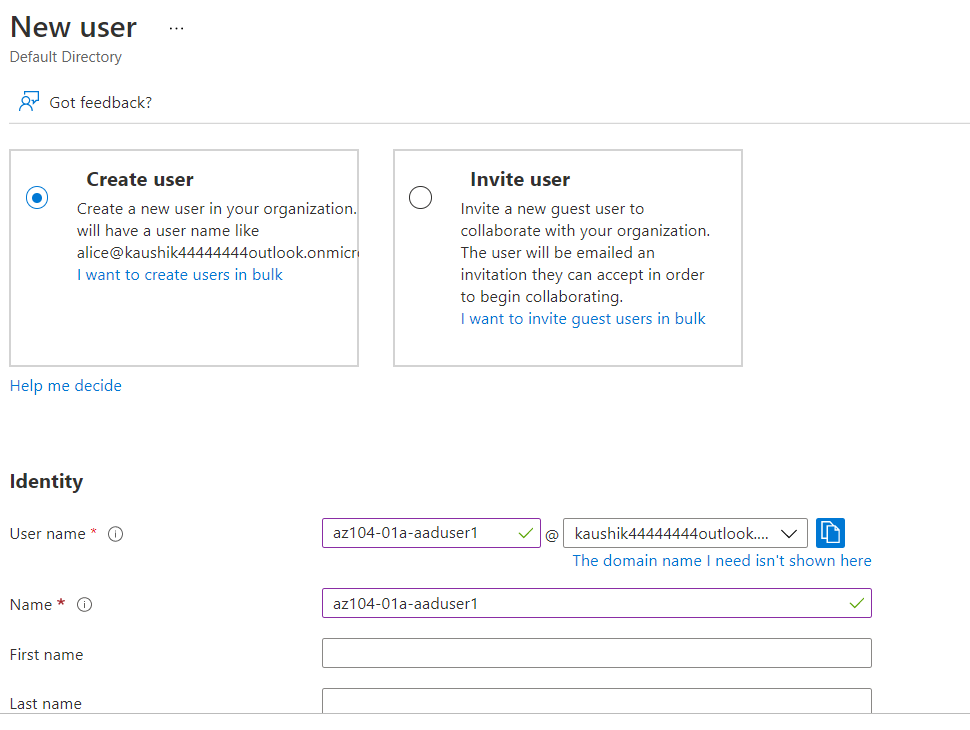 New user ...
Default Directory
Got feedback?
Create user
Create a new user in your organization.
will have a user name like
alice@kaushik44444444outlook.onmicr
I want to create users in bulk
Invite user
Invite a new guest user to
collaborate with your organization.
The user will be emailed an
invitation they can accept in order
to begin collaborating.
I want to invite guest users in bulk
Help me decide
Identity
User name *
az104-01a-aaduser1 @ kaushik44444444outlook....
The domain name I need isn't shown here
Name *
az104-01a-aaduser1
First name
Last name